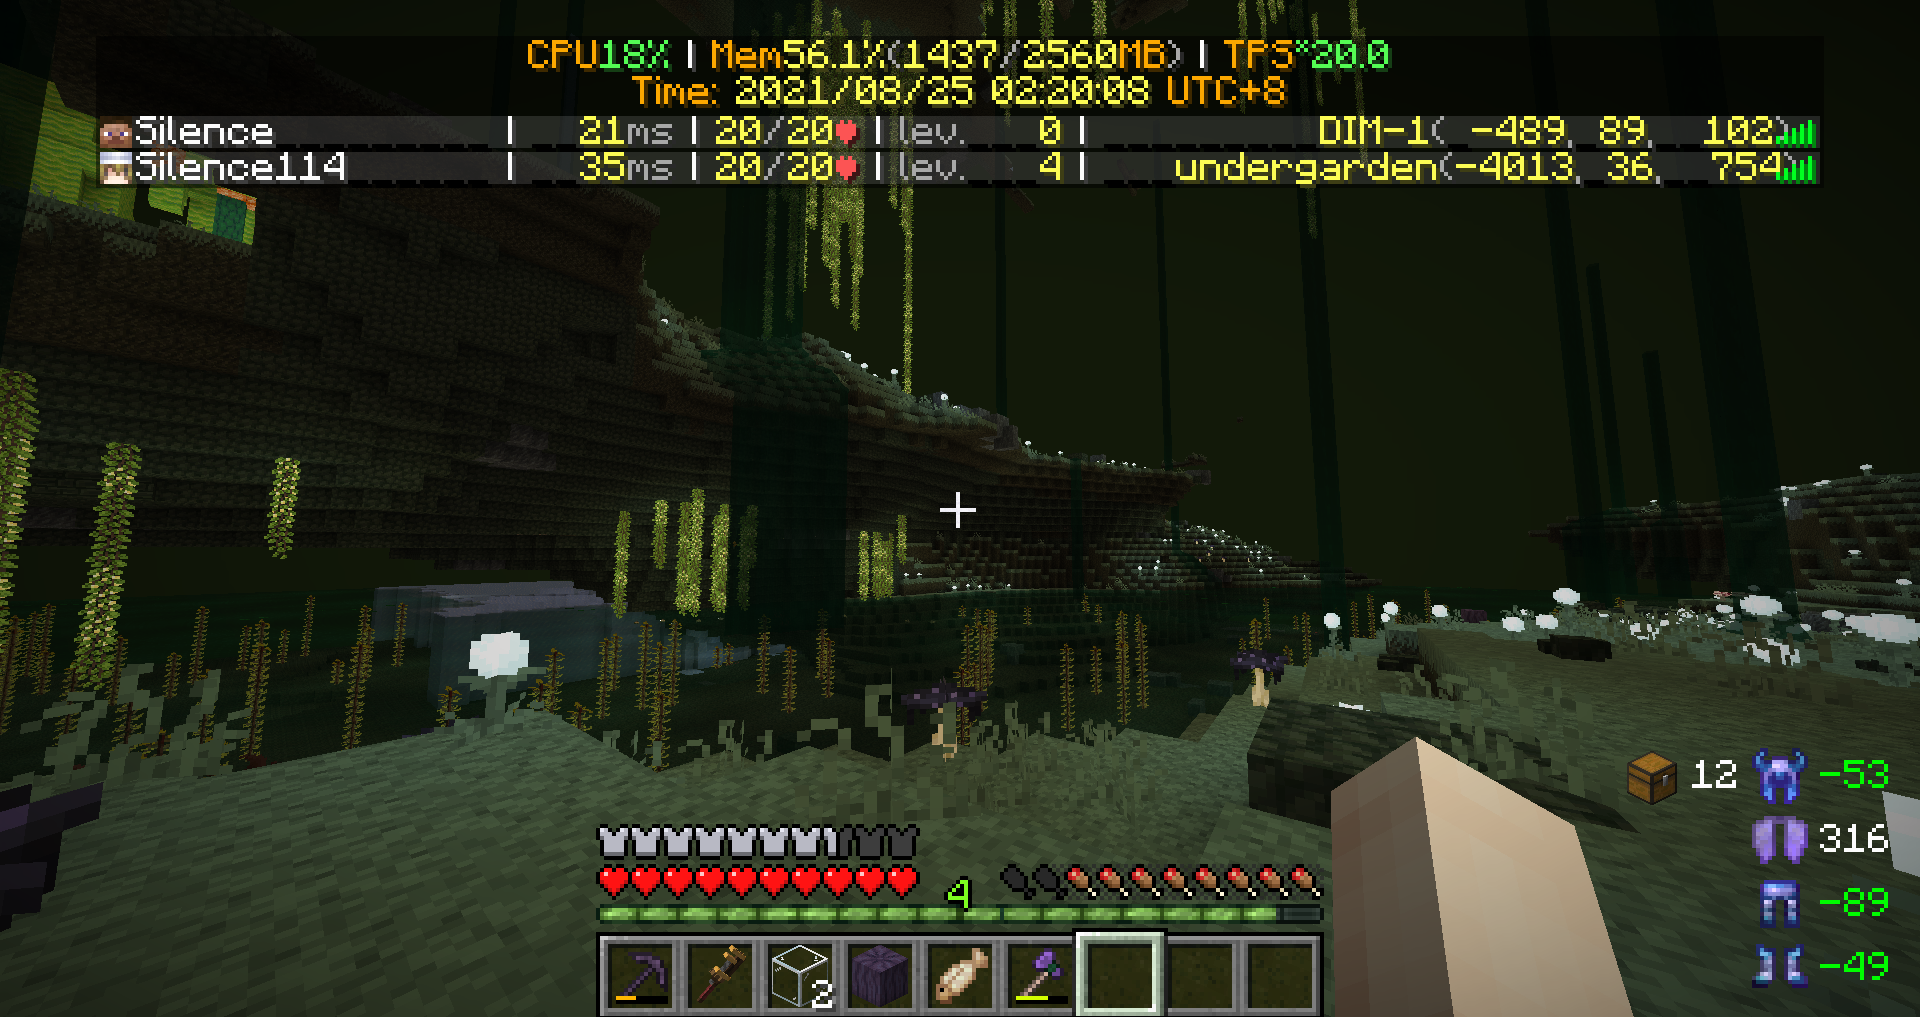 CPU18% | Mem56.1%(1437/2560MB) | TPS*20.0
Time: 2021/08/25 02:20:08 UTC+8
Silence | 21ms | 20/20 | lev. 0 | DIM-1( -489, 89, 102)
Silence114 | 35ms | 20/20 | lev. 4 | undergarden(-4013, 36, 754)
12 -53
316
4
-89
-49
2